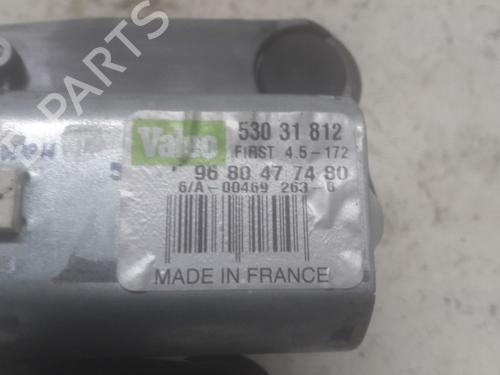 PARTS
Valeo
530 31 812
FIRST 4.5-172
96 80 47 74 80
6/A-00469 263-6
MADE IN FRANCE